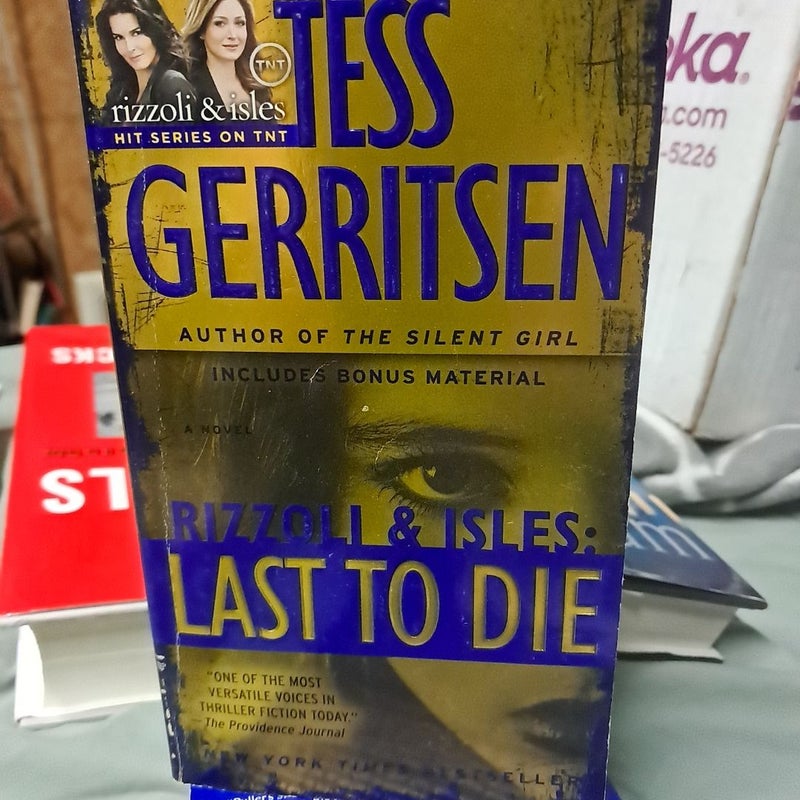 TESS
GERRITSEN
TNT
rizzoli & isles
HIT SERIES ON TNT
AUTHOR OF THE SILENT GIRL
INCLUDES BONUS MATERIAL
A NOVEL
RIZZOLI & ISLES:
LAST TO DIE
"ONE OF THE MOST
VERSATILE VOICES IN
THRILLER FICTION TODAY."
—The Providence Journal
NEW YORK TIMES BESTSELLER
ka.
.com
-5226